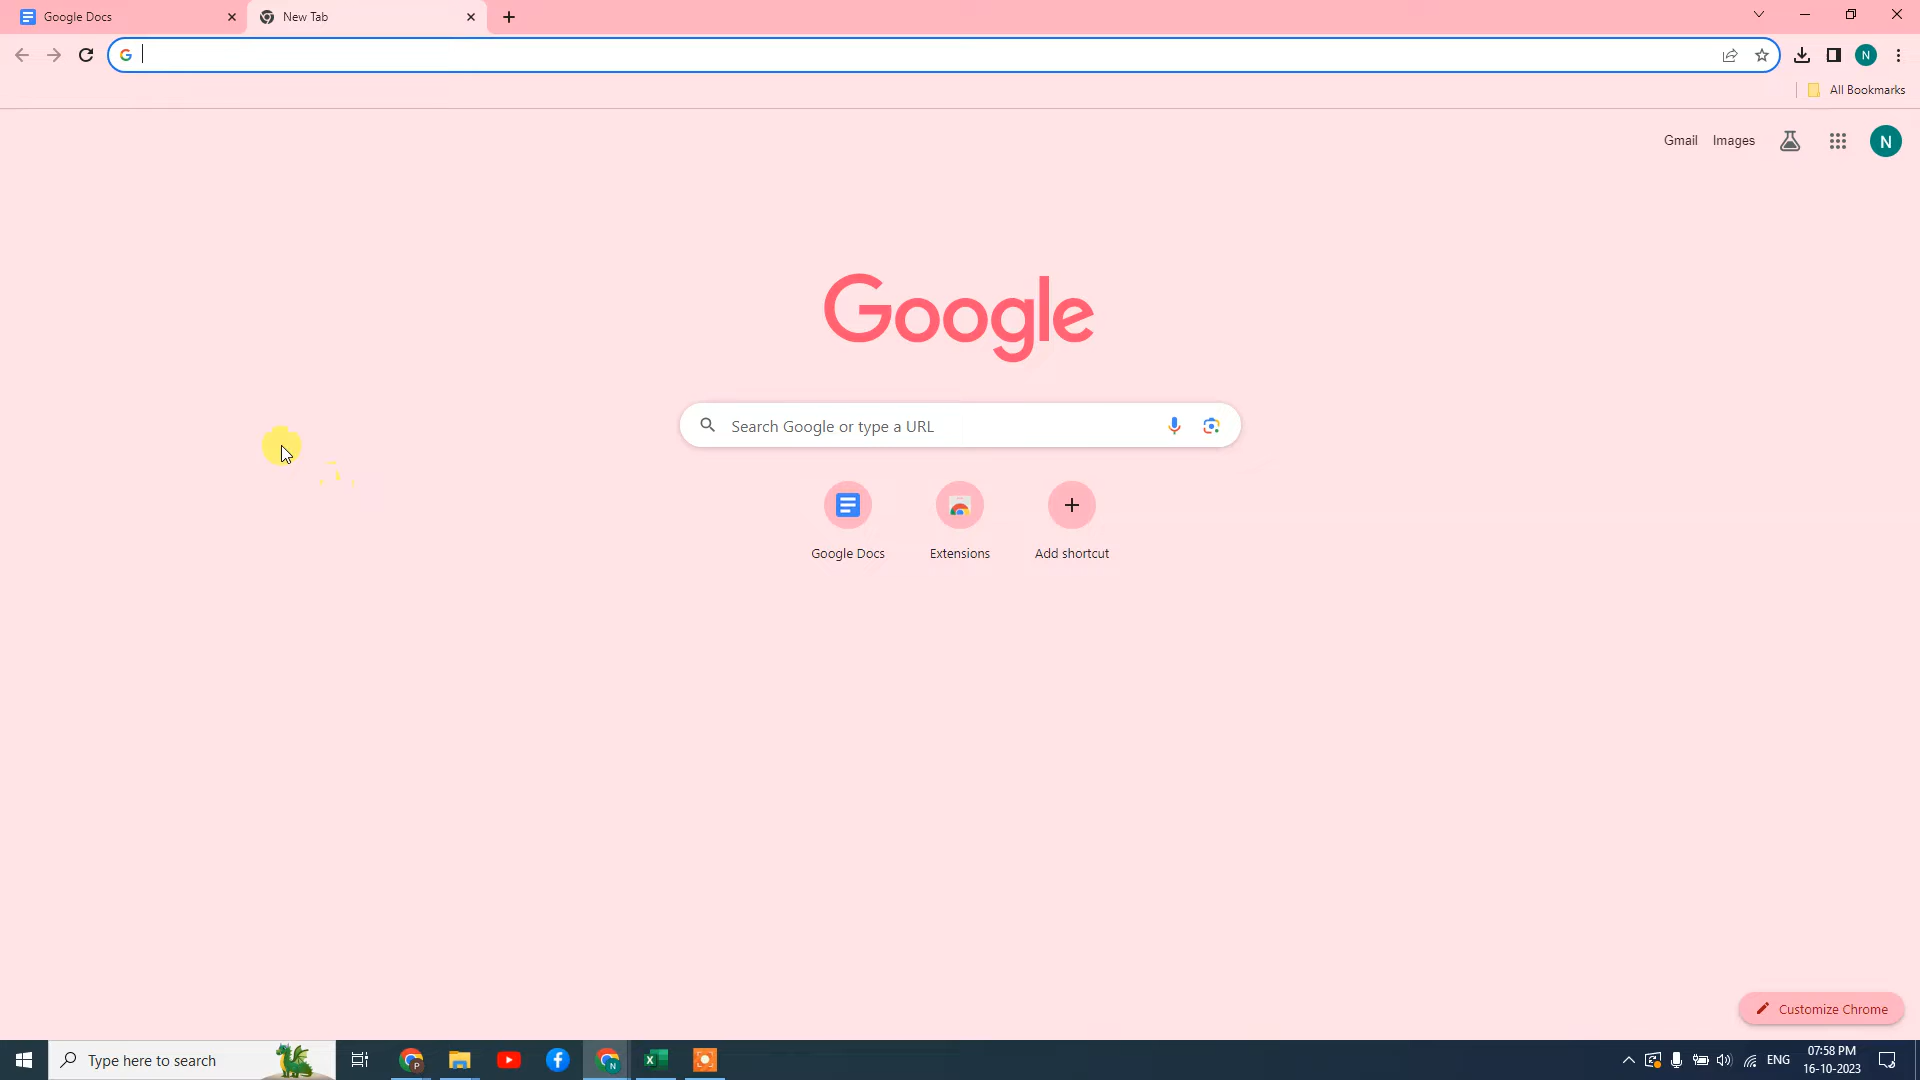 Google Docs
New Tab
All Bookmarks
Gmail
Images
N
Google
Search Google or type a URL
Google Docs
Extensions
Add shortcut
Customize Chrome
Type here to search
ENG
07:58 PM
16-10-2023